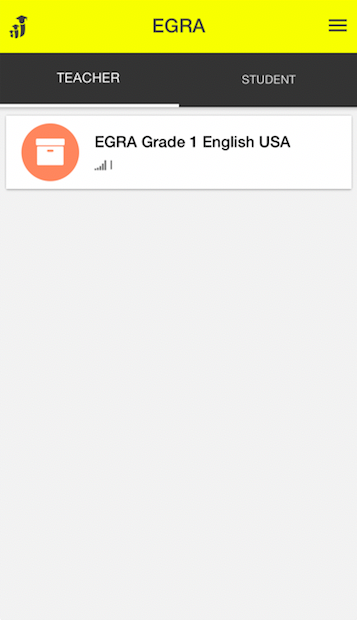 EGRA
TEACHER
STUDENT
EGRA Grade 1 English USA
I